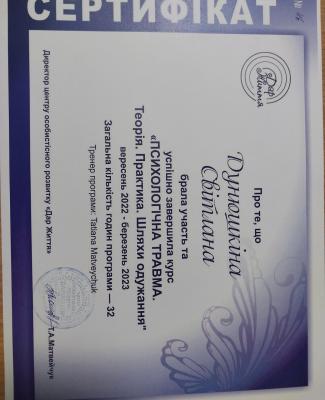 СЕРТИФІКАТ
№
Дар
Життя
Про те, що
Дунюшкіна
Світлана
брала участь та
успішно завершила курс
«ПСИХОЛОГІЧНА ТРАВМА.
Теорія. Практика. Шляхи одужання"
вересень 2022 - березень 2023
Загальна кількість годин програми — 32
Тренер програми: Tatiana Matveychuk
Директор центру особистісного розвитку «Дар Життя»
Т.А.Матвейчук